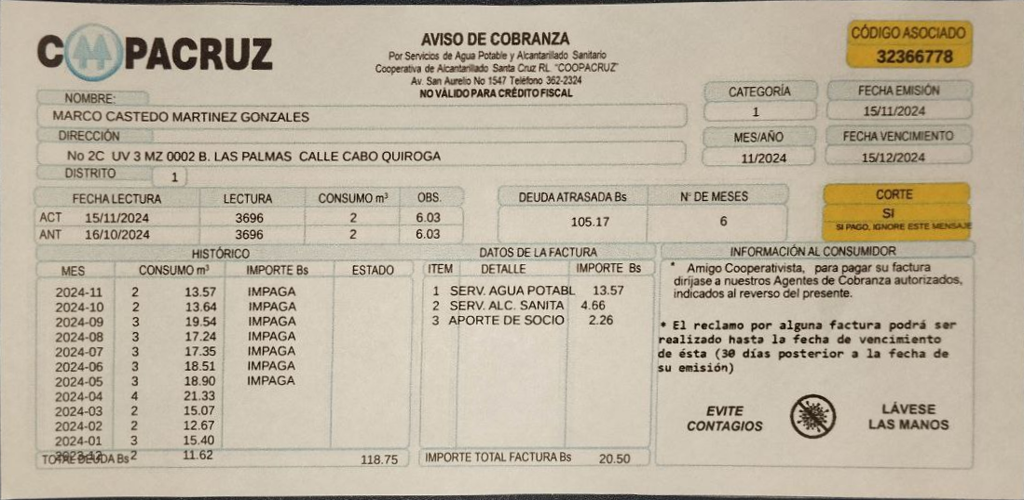 COOPACRUZ
AVISO DE COBRANZA
Por Servicios de Agua Potable y Alcantarillado Sanitario
Cooperativa de Alcantarillado Santa Cruz RL "COOPACRUZ"
Av. San Aurelio No 1547 Teléfono 362-2324
NO VÁLIDO PARA CRÉDITO FISCAL
CÓDIGO ASOCIADO
32366778
NOMBRE:
MARCO CASTEDO MARTINEZ GONZALES
CATEGORÍA
1
FECHA EMISIÓN
15/11/2024
DIRECCIÓN
No 2C UV 3 MZ 0002 B. LAS PALMAS CALLE CABO QUIROGA
MES/AÑO
11/2024
FECHA VENCIMIENTO
15/12/2024
DISTRITO 1
FECHA LECTURA LECTURA CONSUMO m³ OBS.
ACT 15/11/2024 3696 2 6.03
ANT 16/10/2024 3696 2 6.03
DEUDA ATRASADA Bs N° DE MESES
105.17 6
CORTE
SI
SI PAGO, IGNORE ESTE MENSAJE
HISTÓRICO
MES CONSUMO m³ IMPORTE Bs ESTADO
2024-11 2 13.57 IMPAGA
2024-10 2 13.64 IMPAGA
2024-09 3 19.54 IMPAGA
2024-08 3 17.24 IMPAGA
2024-07 3 17.35 IMPAGA
2024-06 3 18.51 IMPAGA
2024-05 3 18.90 IMPAGA
2024-04 4 21.33
2024-03 2 15.07
2024-02 2 12.67
2024-01 3 15.40
2023-12 2 11.62
TOTAL DEUDA Bs 118.75
DATOS DE LA FACTURA
ITEM DETALLE IMPORTE Bs
1 SERV. AGUA POTABL 13.57
2 SERV. ALC. SANITA 4.66
3 APORTE DE SOCIO 2.26
IMPORTE TOTAL FACTURA Bs 20.50
INFORMACIÓN AL CONSUMIDOR
* Amigo Cooperativista, para pagar su factura
diríjase a nuestros Agentes de Cobranza autorizados,
indicados al reverso del presente.
* El reclamo por alguna factura podrá ser
realizado hasta la fecha de vencimiento
de ésta (30 días posterior a la fecha de
su emisión)
EVITE
CONTAGIOS
LÁVESE
LAS MANOS